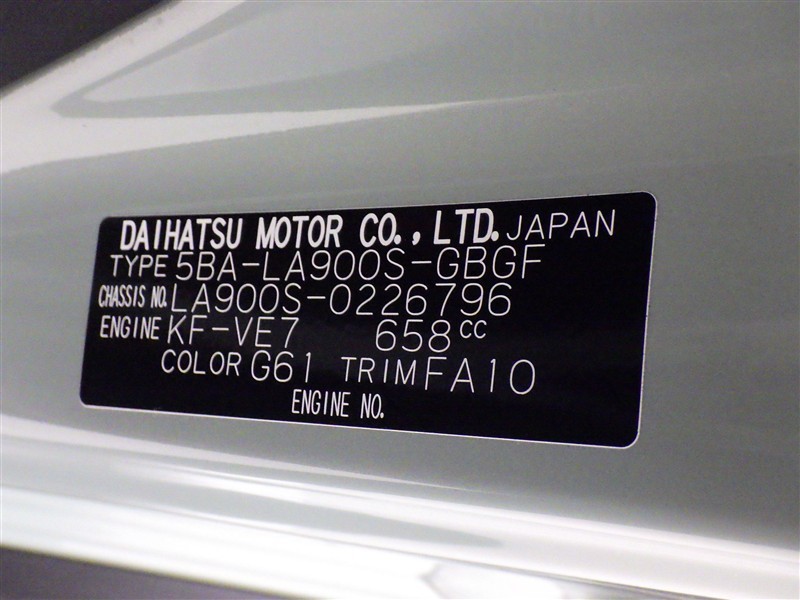 DAIHATSU MOTOR CO., LTD. JAPAN
TYPE 5BA-LA900S-GBGF
CHASSIS NO. LA900S-0226796
ENGINE KF-VE7 658CC
COLOR G61 TRIM FA10
ENGINE NO.